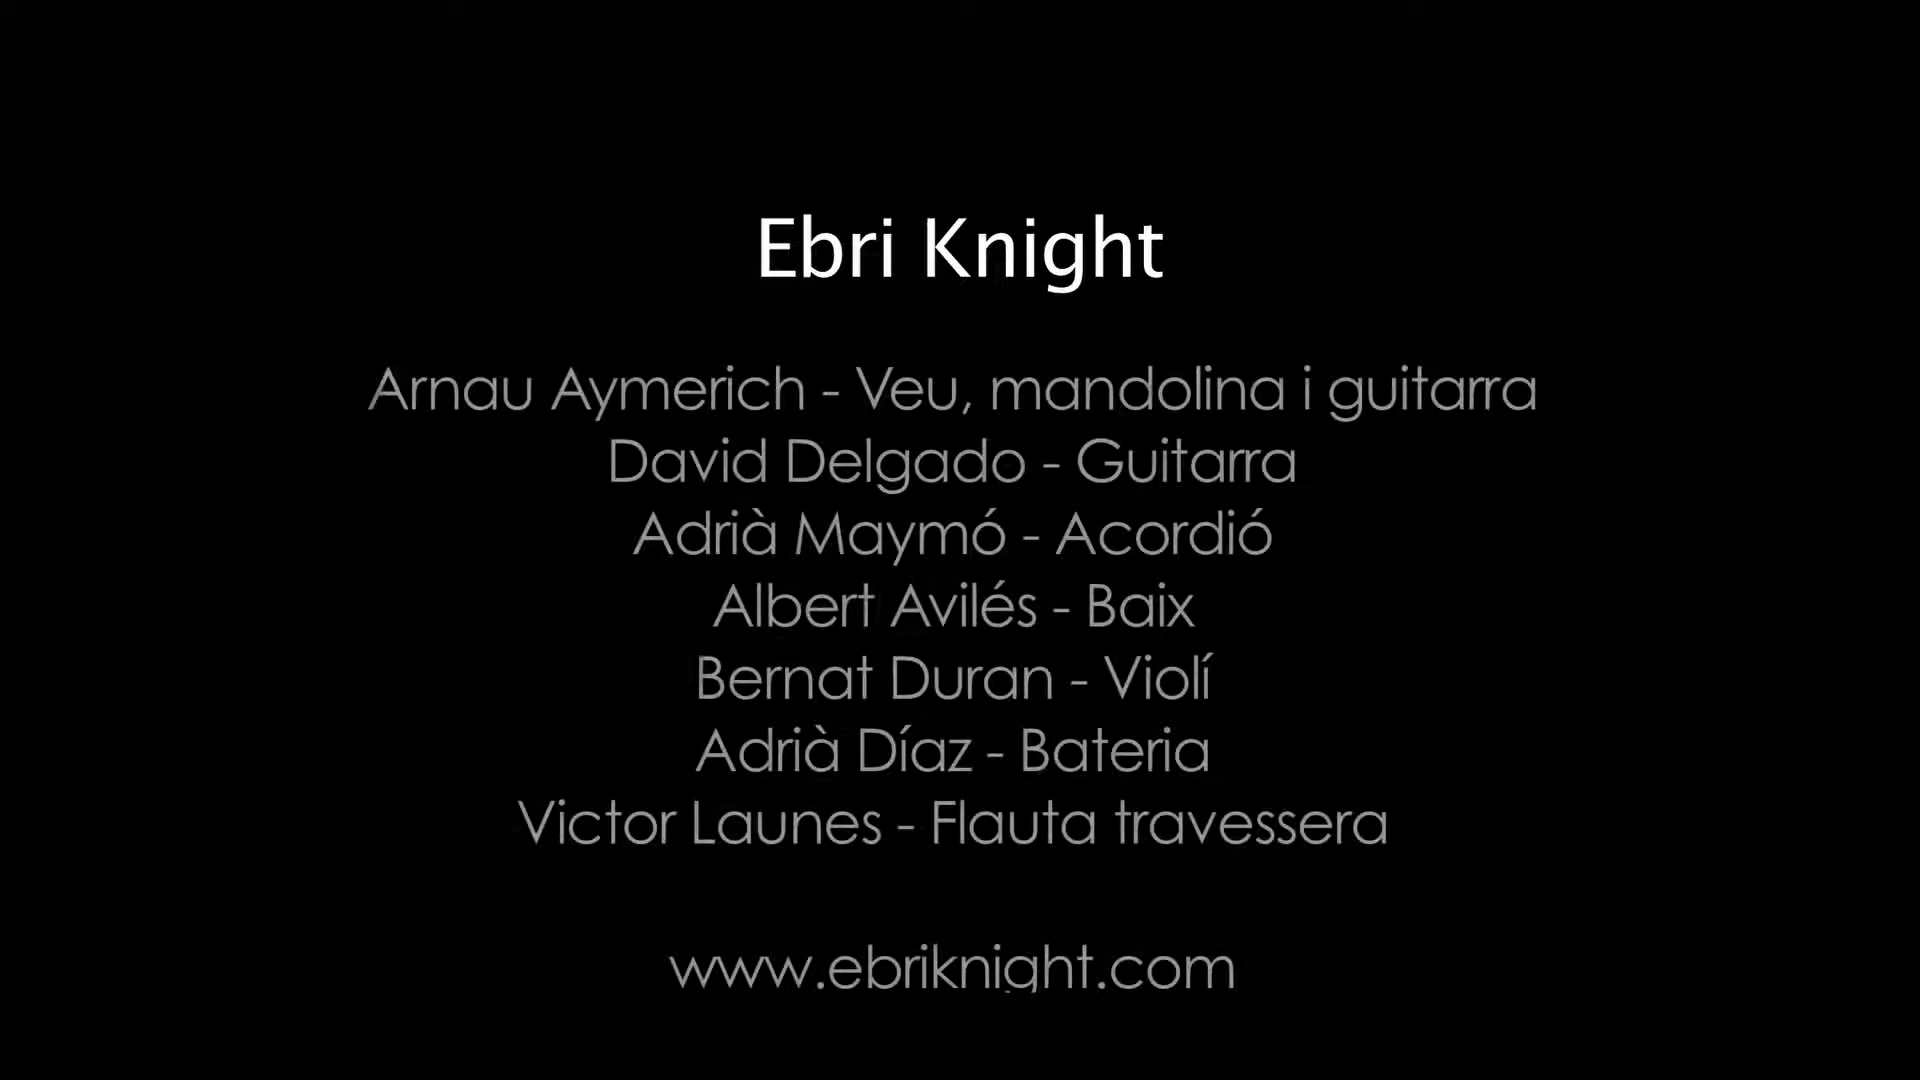 Ebri Knight
Arnau Aymerich - Veu, mandolina i guitarra
David Delgado - Guitarra
Adrià Maymó - Acordió
Albert Avilés - Baix
Bernat Duran - Violí
Adrià Díaz - Bateria
Victor Launes - Flauta travessera
www.ebriknight.com